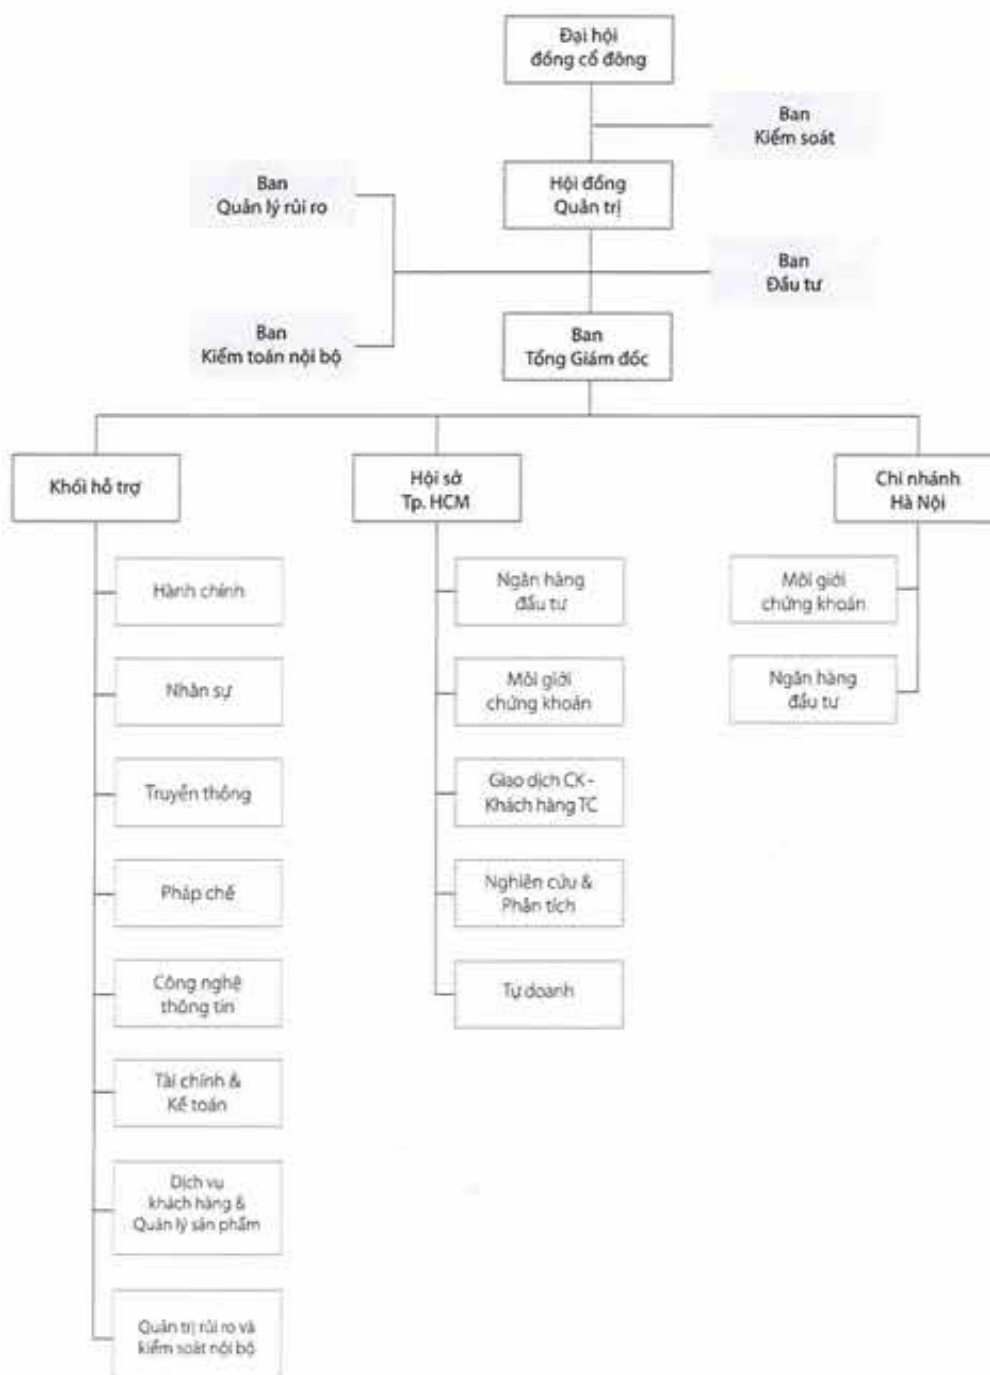 Đại hội
đồng cổ đông
Ban
Kiểm soát
Ban
Quản lý rủi ro
Hội đồng
Quản trị
Ban
Đầu tư
Ban
Kiểm toán nội bộ
Ban
Tổng Giám đốc
Khối hỗ trợ
Hội sở
Tp. HCM
Chi nhánh
Hà Nội
Hành chính
Nhân sự
Truyền thông
Pháp chế
Công nghệ
thông tin
Tài chính &
Kế toán
Dịch vụ
khách hàng &
Quản lý sản phẩm
Quản trị rủi ro và
kiểm soát nội bộ
Ngân hàng
đầu tư
Môi giới
chứng khoán
Giao dịch CK -
Khách hàng TC
Nghiên cứu &
Phân tích
Tự doanh
Môi giới
chứng khoán
Ngân hàng
đầu tư